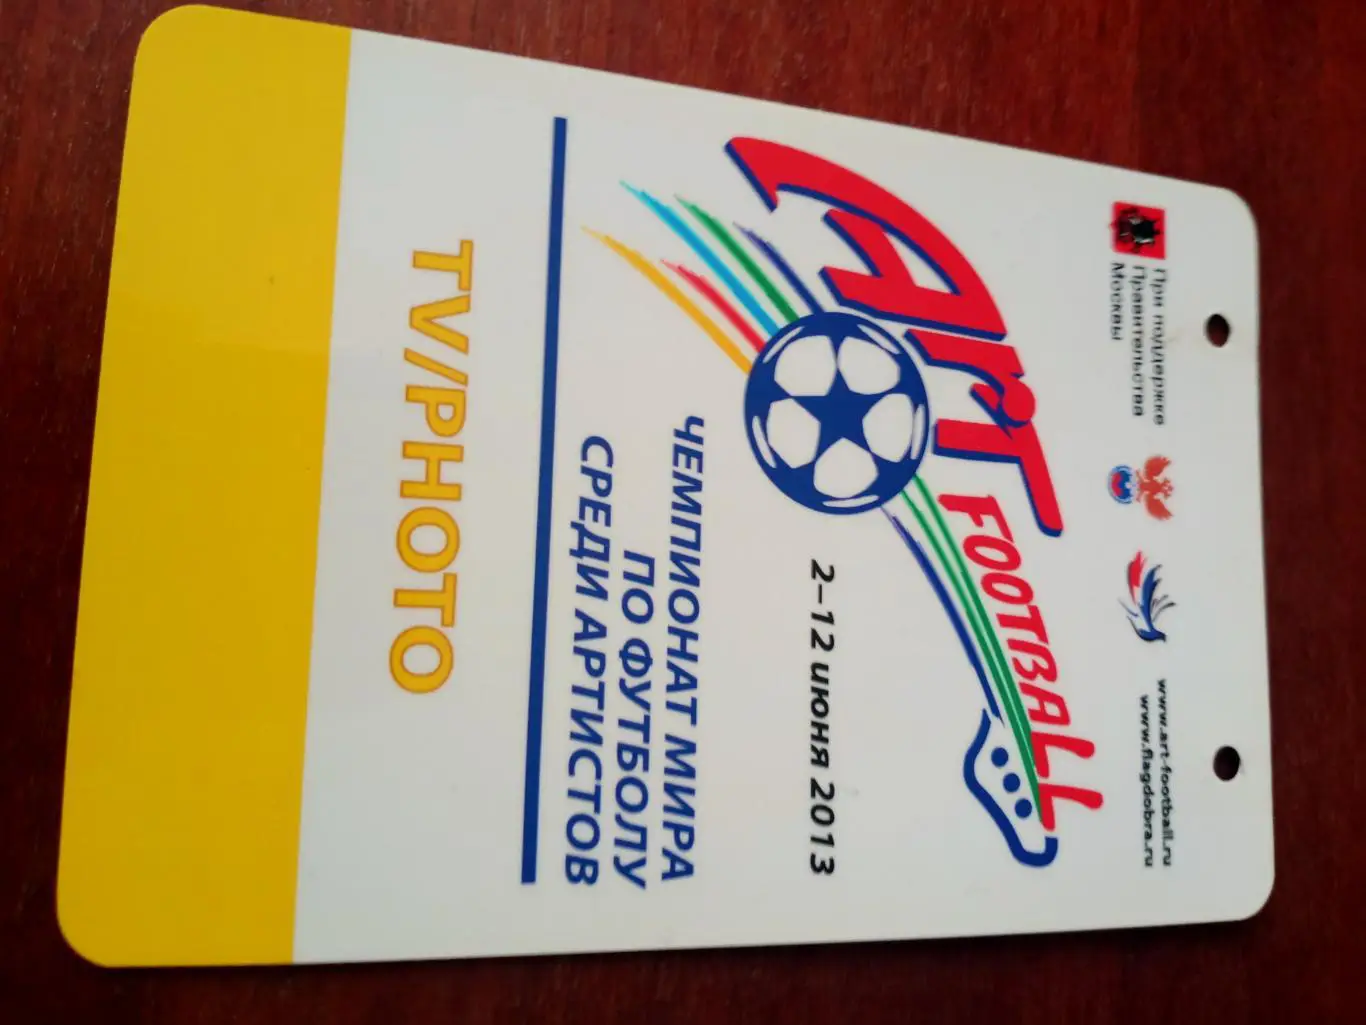 При поддержке
Правительства
Москвы
www.art-football.ru
www.flagdobra.ru
ArT
FOOTBALL
2–12 июня 2013
ЧЕМПИОНАТ МИРА
ПО ФУТБОЛУ
СРЕДИ АРТИСТОВ
TV/PHOTO